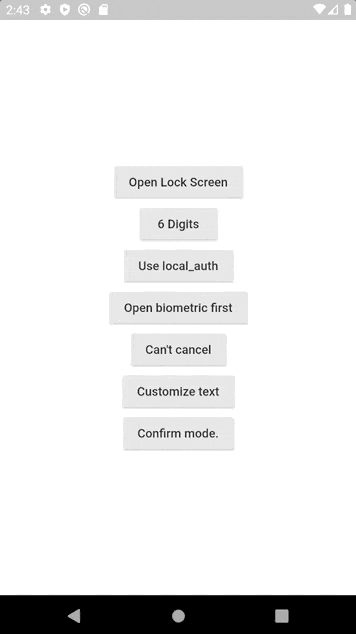 2:43
Open Lock Screen
6 Digits
Use local_auth
Open biometric first
Can't cancel
Customize text
Confirm mode.